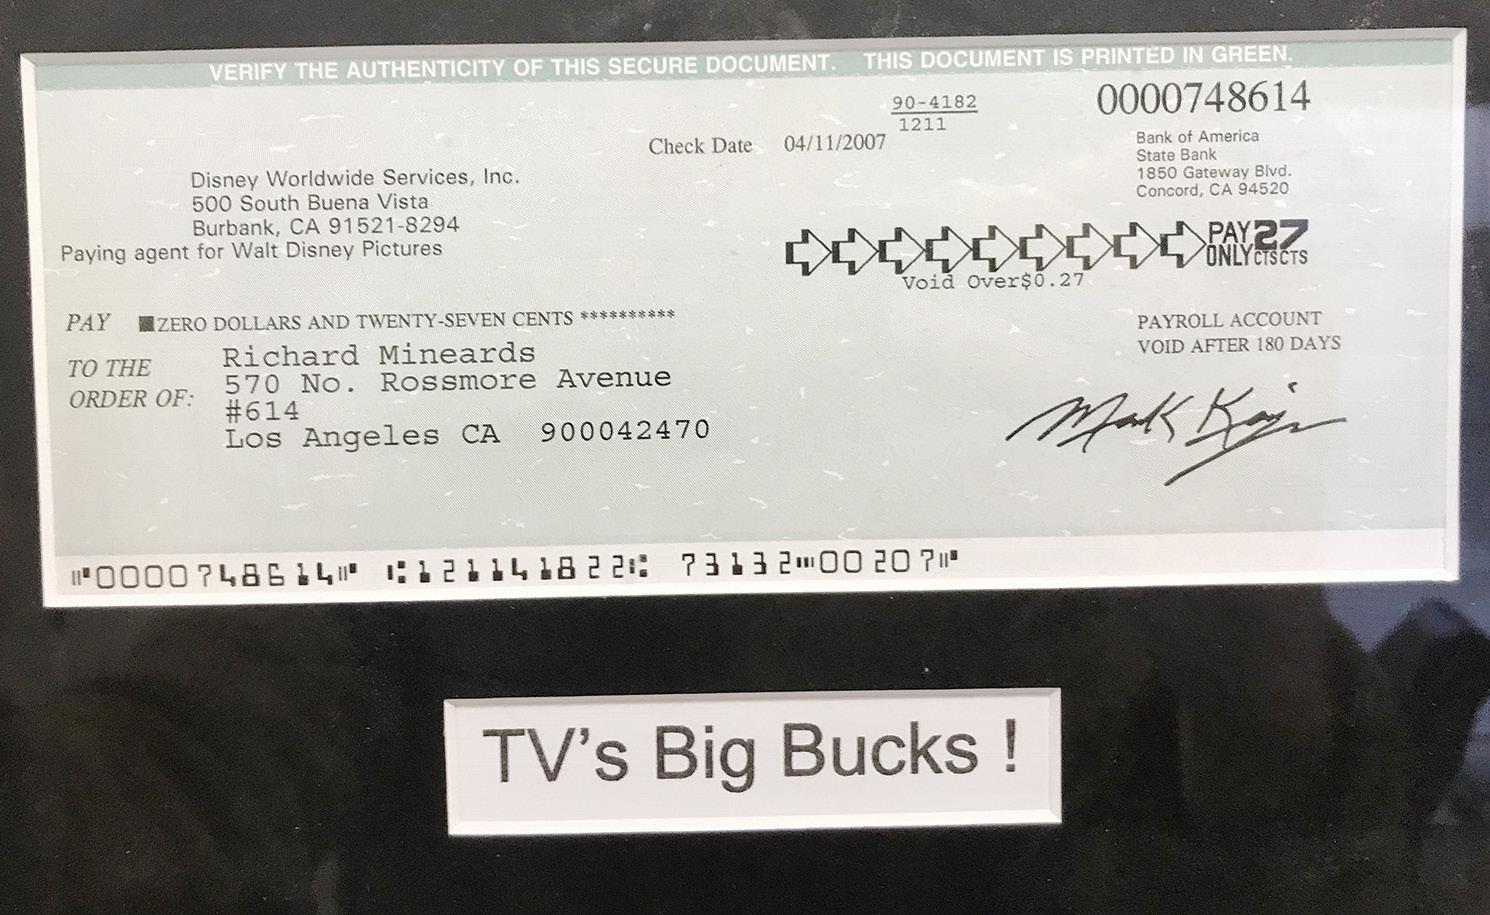 VERIFY THE AUTHENTICITY OF THIS SECURE DOCUMENT. THIS DOCUMENT IS PRINTED IN GREEN.
90-4182
1211
0000748614
Check Date 04/11/2007
Bank of America
State Bank
1850 Gateway Blvd.
Concord, CA 94520
Disney Worldwide Services, Inc.
500 South Buena Vista
Burbank, CA 91521-8294
Paying agent for Walt Disney Pictures
PAY ONLY 27 CTSCTS
Void Over$0.27
PAY ZERO DOLLARS AND TWENTY-SEVEN CENTS **********
PAYROLL ACCOUNT
VOID AFTER 180 DAYS
TO THE
ORDER OF:
Richard Mineards
570 No. Rossmore Avenue
#614
Los Angeles CA 900042470
⑈0000748614⑈ ⑆121141822⑆ 73132⑉00207⑈
TV's Big Bucks !